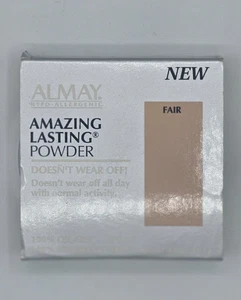 NEW
ALMAY
HYPO-ALLERGENIC
FAIR
AMAZING
LASTING®
POWDER
DOESN'T WEAR OFF!
Doesn't wear off all day
with normal activity.